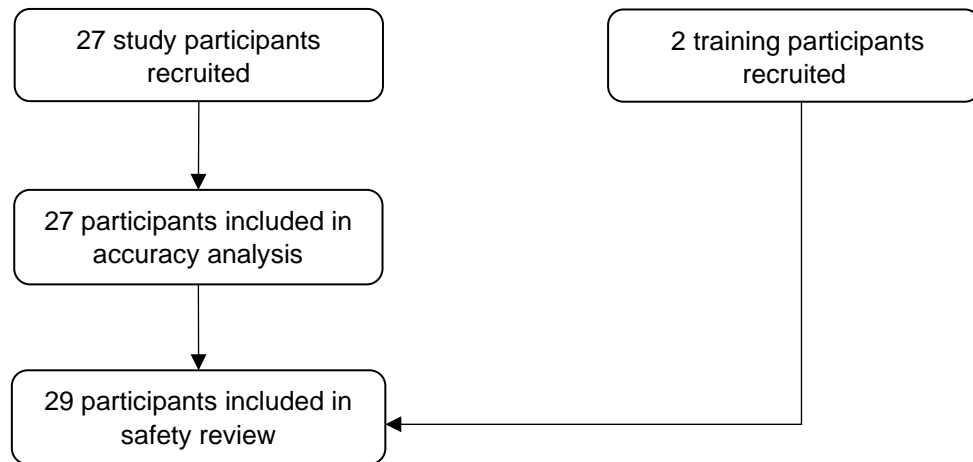 27 study participants
recruited
2 training participants
recruited
27 participants included in
accuracy analysis
29 participants included in
safety review